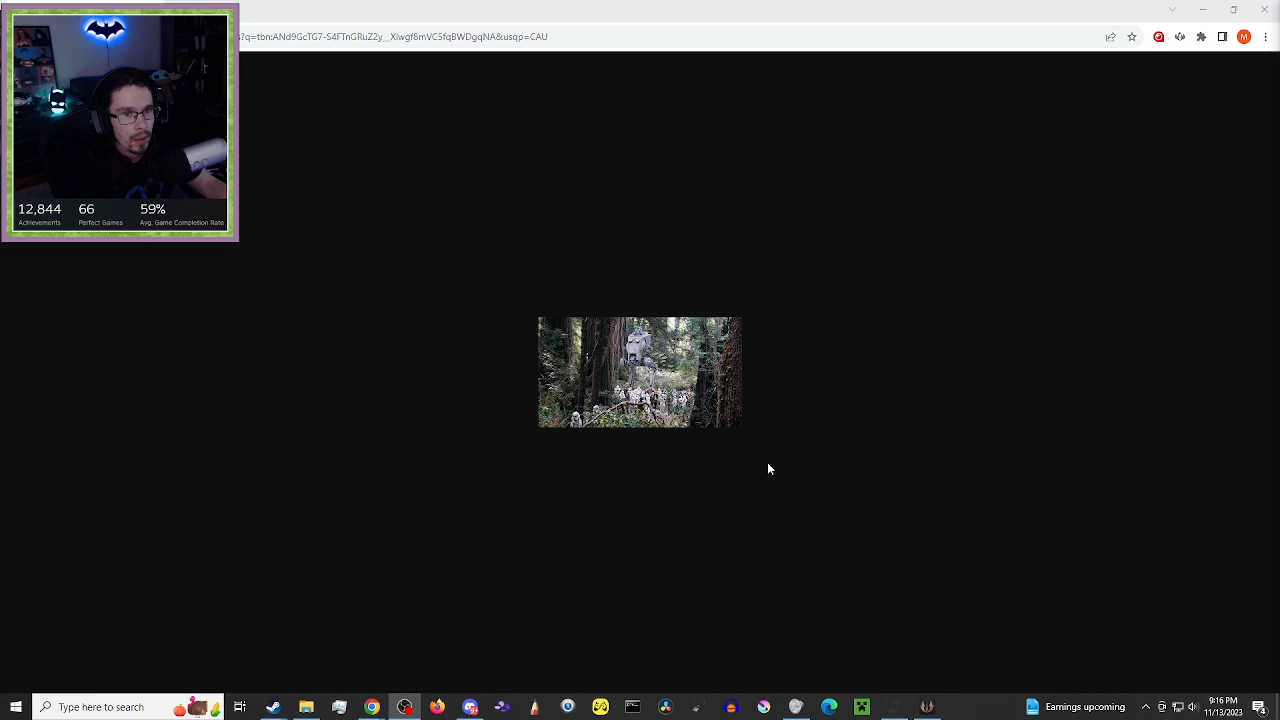 ?q=tbn:ANd9GcTG7-S4FTnGRuZ2y__Xlwgf8mVC5fqBWDgqNA&usqp=CAU
M
12,844 66 59%
Achievements Perfect Games Avg. Game Completion Rate
Type here to search
Earnings upcoming
9:16 PM
11/13/2023